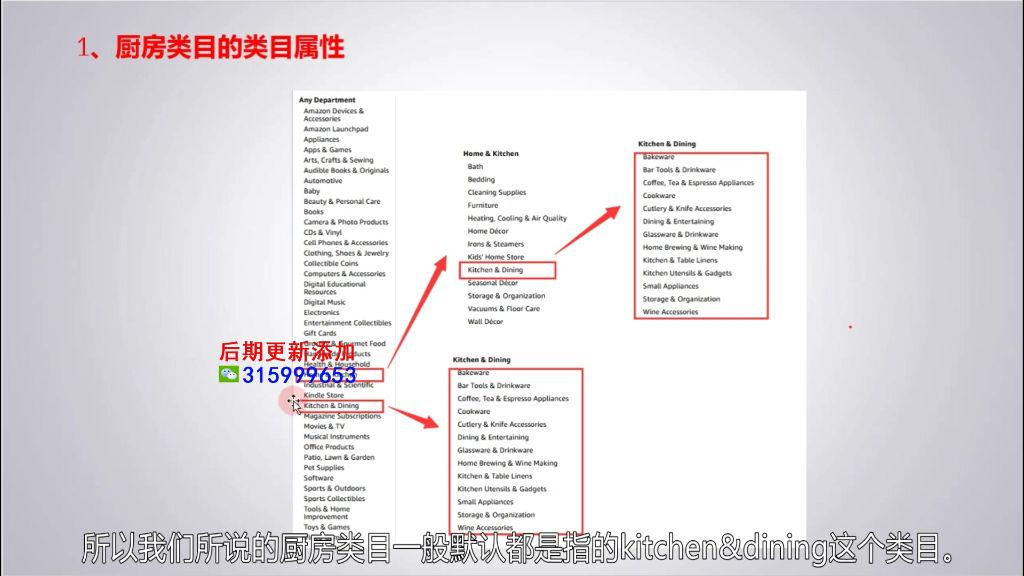 1、厨房类目的类目属性
Any Department
Amazon Devices &
Accessories
Amazon Launchpad
Appliances
Apps & Games
Arts, Crafts & Sewing
Audible Books & Originals
Automotive
Baby
Beauty & Personal Care
Books
Camera & Photo Products
CDs & Vinyl
Cell Phones & Accessories
Clothing, Shoes & Jewelry
Collectible Coins
Computers & Accessories
Digital Educational
Resources
Digital Music
Electronics
Entertainment Collectibles
Gift Cards
Grocery & Gourmet Food
后期更新添加
Health & Household
315999653
Industrial & Scientific
Kindle Store
Kitchen & Dining
Magazine Subscriptions
Movies & TV
Musical Instruments
Office Products
Patio, Lawn & Garden
Pet Supplies
Software
Sports & Outdoors
Sports Collectibles
Tools & Home
Improvement
Toys & Games
Home & Kitchen
Bath
Bedding
Cleaning Supplies
Furniture
Heating, Cooling & Air Quality
Home Décor
Irons & Steamers
Kids' Home Store
Kitchen & Dining
Seasonal Décor
Storage & Organization
Vacuums & Floor Care
Wall Décor
Kitchen & Dining
Bakeware
Bar Tools & Drinkware
Coffee, Tea & Espresso Appliances
Cookware
Cutlery & Knife Accessories
Dining & Entertaining
Glassware & Drinkware
Home Brewing & Wine Making
Kitchen & Table Linens
Kitchen Utensils & Gadgets
Small Appliances
Storage & Organization
Wine Accessories
Kitchen & Dining
Bakeware
Bar Tools & Drinkware
Coffee, Tea & Espresso Appliances
Cookware
Cutlery & Knife Accessories
Dining & Entertaining
Glassware & Drinkware
Home Brewing & Wine Making
Kitchen & Table Linens
Kitchen Utensils & Gadgets
Small Appliances
Storage & Organization
Wine Accessories
所以我们所说的厨房类目一般默认都是指的kitchen&dining这个类目。